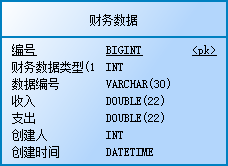 财务数据
编号 BIGINT <pk>
财务数据类型(1 INT
数据编号 VARCHAR(30)
收入 DOUBLE(22)
支出 DOUBLE(22)
创建人 INT
创建时间 DATETIME